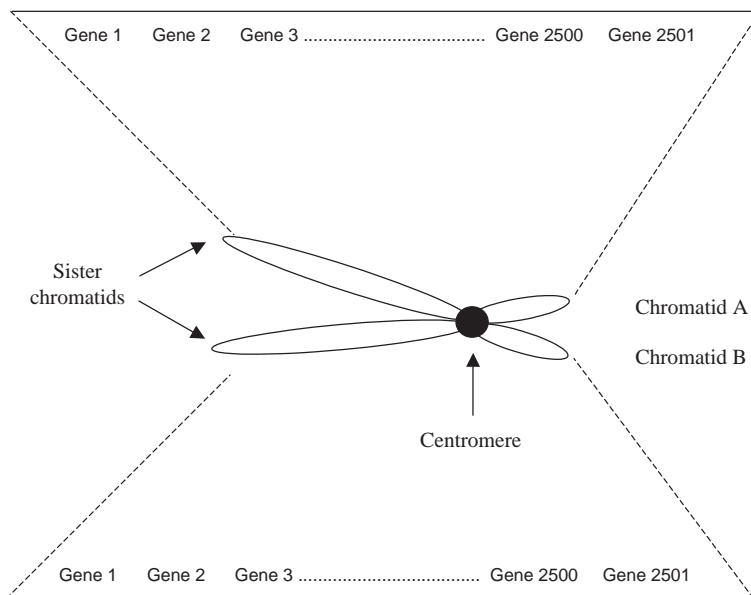 Gene 1 Gene 2 Gene 3 ................................... Gene 2500 Gene 2501
Sister
chromatids
Chromatid A
Chromatid B
Centromere
Gene 1 Gene 2 Gene 3 ................................... Gene 2500 Gene 2501